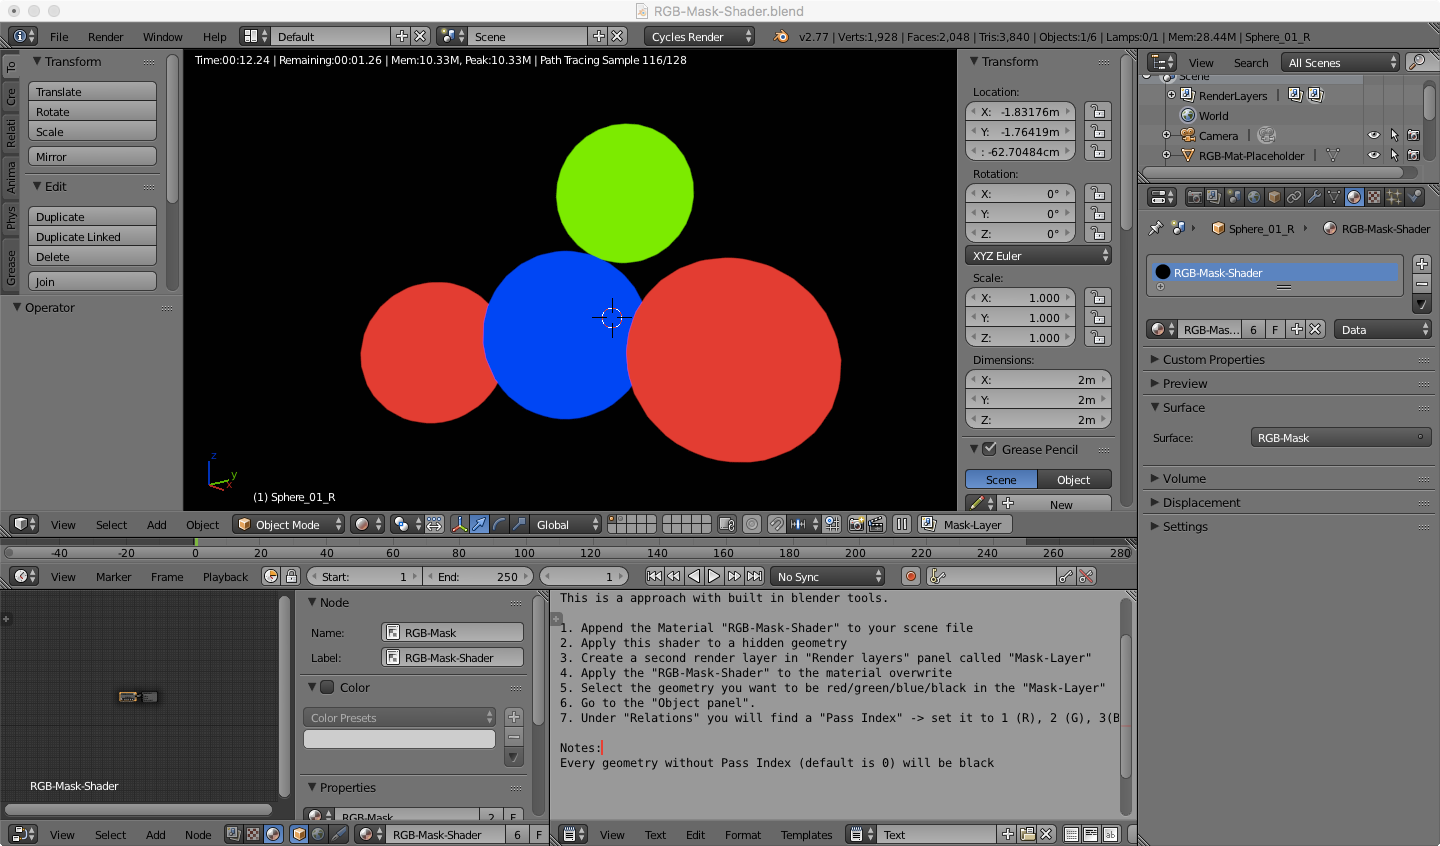 RGB-Mask-Shader.blend
File Render Window Help Default Scene Cycles Render v2.77 | Verts:1,928 | Faces:2,048 | Tris:3,840 | Objects:1/6 | Lamps:0/1 | Mem:28.44M | Sphere_01_R
To
Cre
Relati
Anima
Phys
Grease
Transform
Translate
Rotate
Scale
Mirror
Edit
Duplicate
Duplicate Linked
Delete
Join
Operator
Time:00:12.24 | Remaining:00:01.26 | Mem:10.33M, Peak:10.33M | Path Tracing Sample 116/128
z
y
x
(1) Sphere_01_R
Transform
Location:
X: -1.83176m
Y: -1.76419m
: -62.70484cm
Rotation:
X: 0°
Y: 0°
Z: 0°
XYZ Euler
Scale:
X: 1.000
Y: 1.000
Z: 1.000
Dimensions:
X: 2m
Y: 2m
Z: 2m
Grease Pencil
Scene Object
New
View Search All Scenes
Scene
RenderLayers
World
Camera
RGB-Mat-Placeholder
Sphere_01_R RGB-Mask-Shader
RGB-Mask-Shader
RGB-Mas... 6 F Data
Custom Properties
Preview
Surface
Surface: RGB-Mask
Volume
Displacement
Settings
View Select Add Object Object Mode Global Mask-Layer
-40 -20 0 20 40 60 80 100 120 140 160 180 200 220 240 260 280
View Marker Frame Playback Start: 1 End: 250 1 No Sync
RGB-Mask-Shader
Node
Name: RGB-Mask
Label: RGB-Mask-Shader
Color
Color Presets
Properties
RGB-Mask 2 F
View Select Add Node RGB-Mask-Shader 6 F
This is a approach with built in blender tools.
1. Append the Material "RGB-Mask-Shader" to your scene file
2. Apply this shader to a hidden geometry
3. Create a second render layer in "Render layers" panel called "Mask-Layer"
4. Apply the "RGB-Mask-Shader" to the material overwrite
5. Select the geometry you want to be red/green/blue/black in the "Mask-Layer"
6. Go to the "Object panel".
7. Under "Relations" you will find a "Pass Index" -> set it to 1 (R), 2 (G), 3(B
Notes:
Every geometry without Pass Index (default is 0) will be black
View Text Edit Format Templates Text